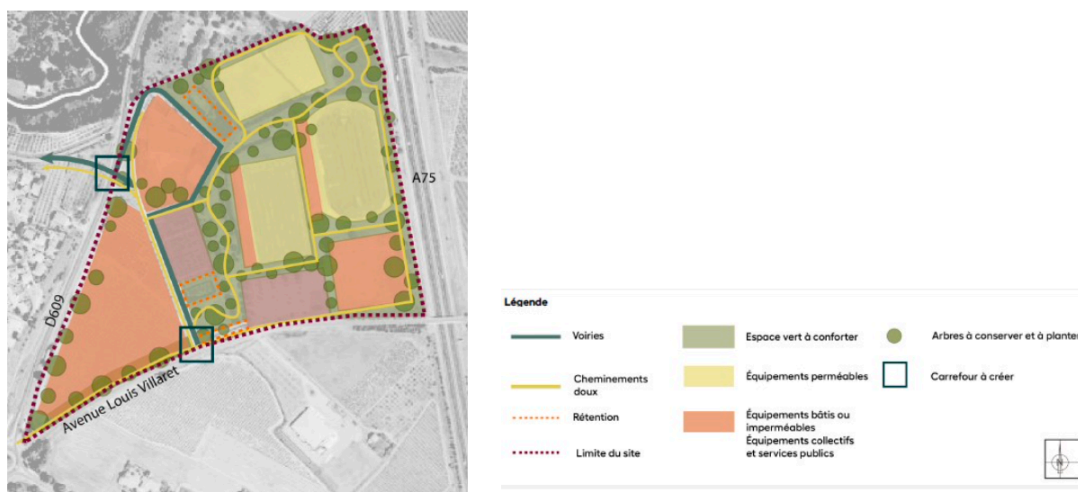 A75
D609
Avenue Louis Villaret
Légende
Voiries
Cheminements
doux
Rétention
Limite du site
Espace vert à conforter
Équipements perméables
Équipements bâtis ou
imperméables
Équipements collectifs
et services publics
Arbres à conserver et à planter
Carrefour à créer
N